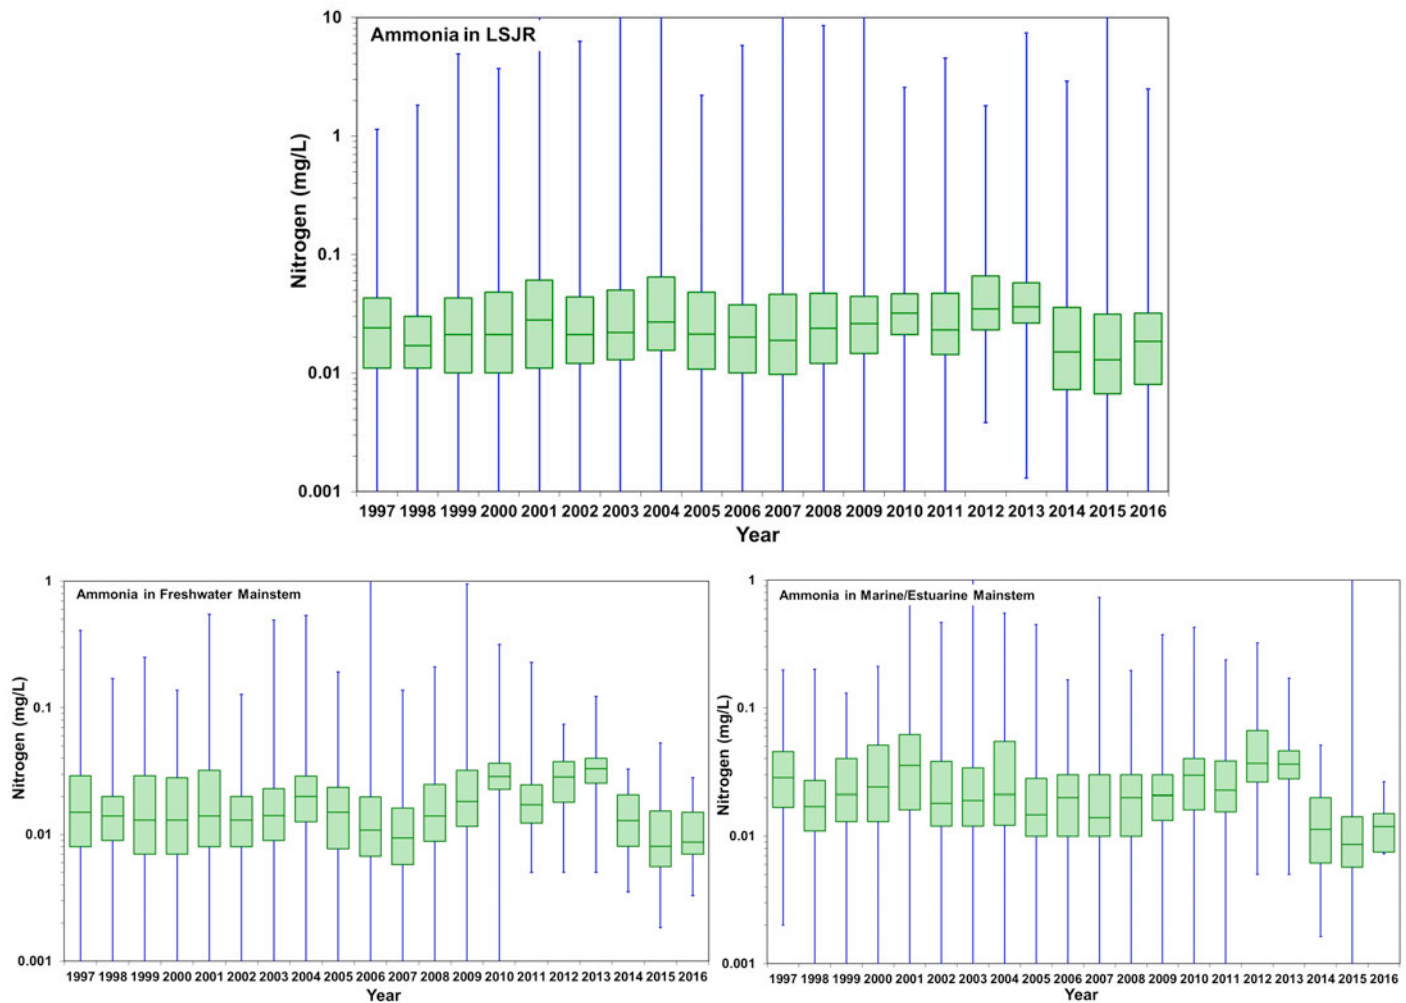 Ammonia in LSJR
Nitrogen (mg/L)
10
1
0.1
0.01
0.001
1997 1998 1999 2000 2001 2002 2003 2004 2005 2006 2007 2008 2009 2010 2011 2012 2013 2014 2015 2016
Year
Ammonia in Freshwater Mainstem
Nitrogen (mg/L)
1
0.1
0.01
0.001
1997 1998 1999 2000 2001 2002 2003 2004 2005 2006 2007 2008 2009 2010 2011 2012 2013 2014 2015 2016
Year
Ammonia in Marine/Estuarine Mainstem
Nitrogen (mg/L)
1
0.1
0.01
0.001
1997 1998 1999 2000 2001 2002 2003 2004 2005 2006 2007 2008 2009 2010 2011 2012 2013 2014 2015 2016
Year